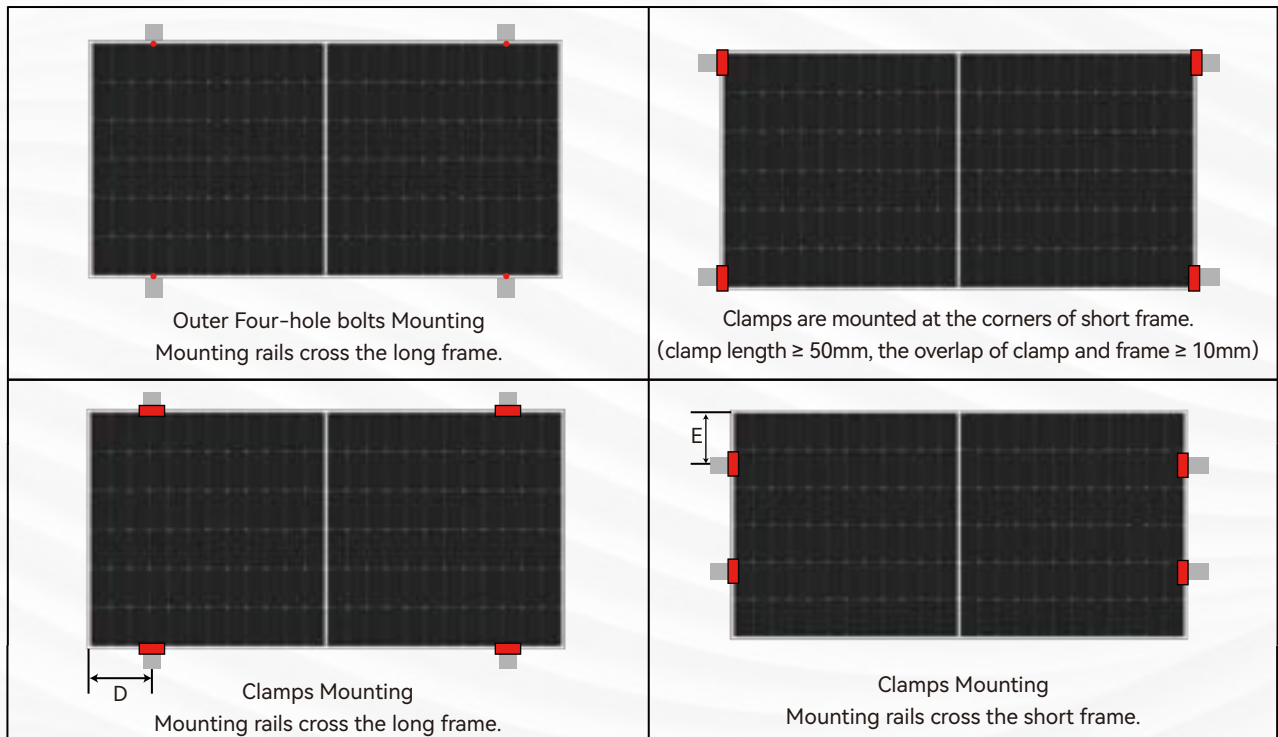 Outer Four-hole bolts Mounting
Mounting rails cross the long frame.
Clamps are mounted at the corners of short frame.
(clamp length ≥ 50mm, the overlap of clamp and frame ≥ 10mm)
D
Clamps Mounting
Mounting rails cross the long frame.
E
Clamps Mounting
Mounting rails cross the short frame.